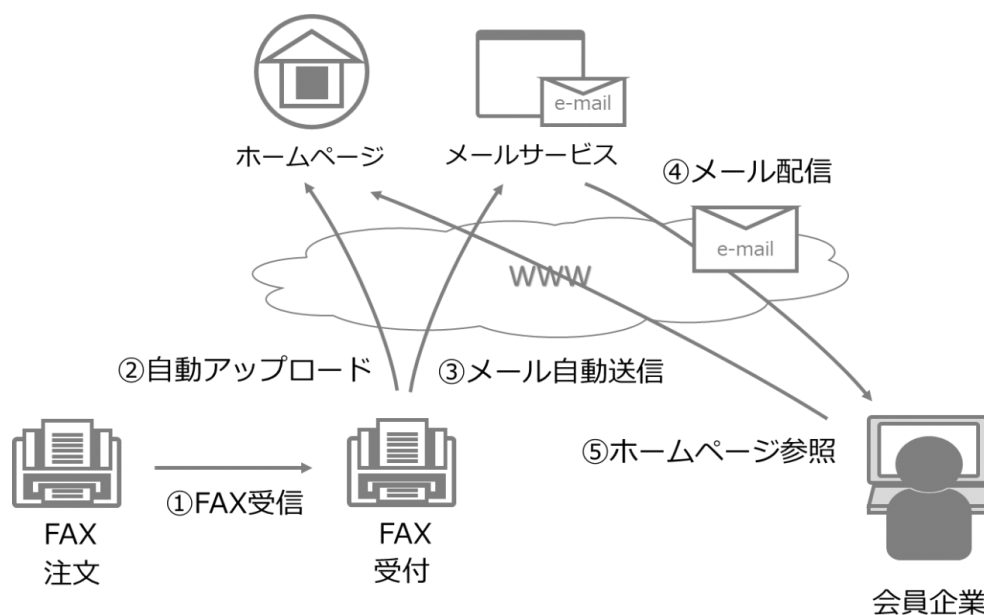 e-mail
ホームページ
メールサービス
④メール配信
e-mail
WWW
②自動アップロード
③メール自動送信
⑤ホームページ参照
①FAX受信
FAX
注文
FAX
受付
会員企業